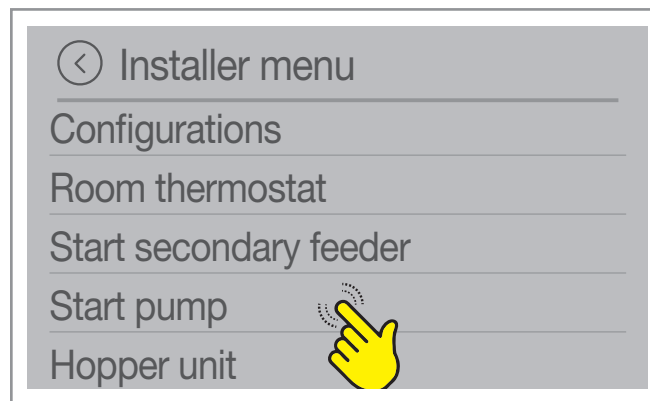 Installer menu
Configurations
Room thermostat
Start secondary feeder
Start pump
Hopper unit